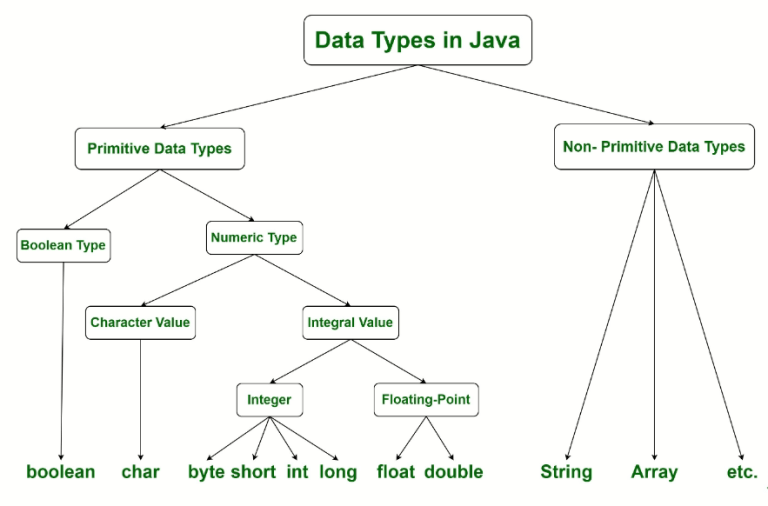 Data Types in Java
Primitive Data Types
Non- Primitive Data Types
Boolean Type
Numeric Type
Character Value
Integral Value
Integer
Floating-Point
boolean
char
byte
short
int
long
float
double
String
Array
etc.